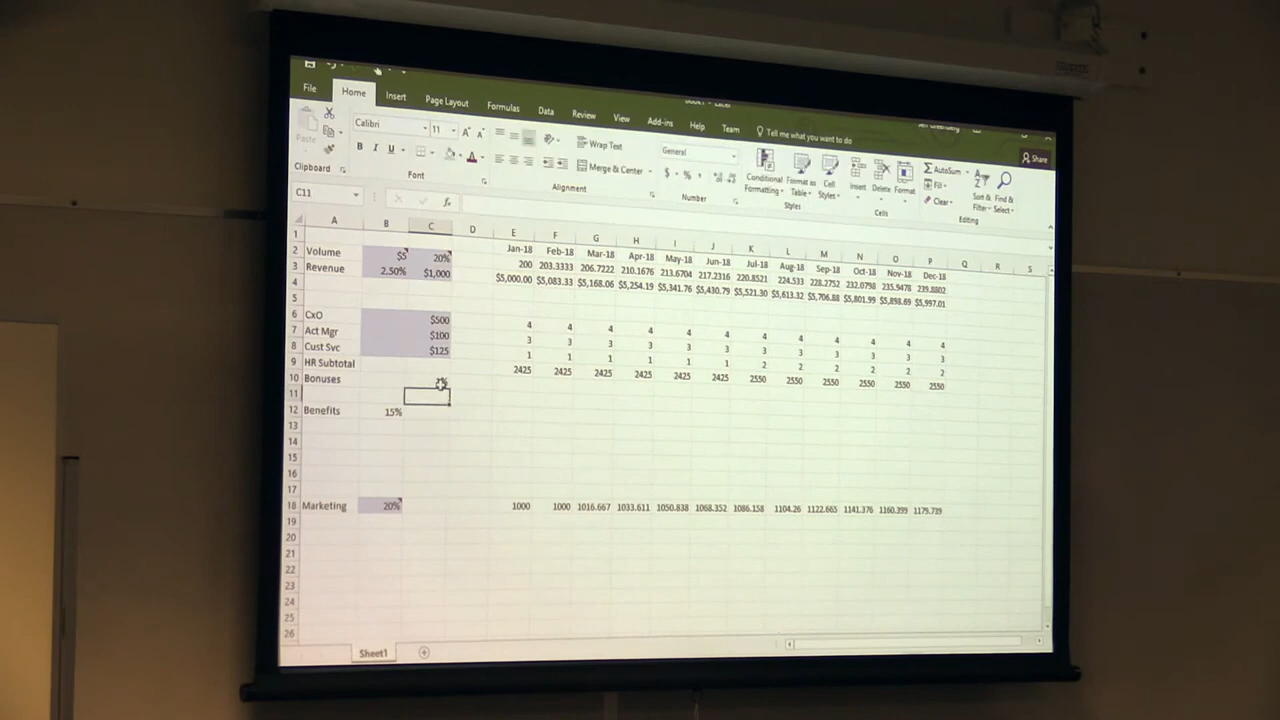 File Home Insert Page Layout Formulas Data Review View Add-ins Help Team Tell me what you want to do Share
Paste Calibri 11 Wrap Text General Conditional Formatting Format as Table Cell Styles Insert Delete Format AutoSum Fill Clear Sort & Filter Find & Select
B I U Merge & Center $ % ,
Clipboard Font Alignment Number Styles Cells Editing
C11 fx
A B C D E F G H I J K L M N O P Q R S
1
2 Volume $5 20% Jan-18 Feb-18 Mar-18 Apr-18 May-18 Jun-18 Jul-18 Aug-18 Sep-18 Oct-18 Nov-18 Dec-18
3 Revenue 2.50% $1,000 200 203.3333 206.7222 210.1676 213.6704 217.2316 220.8521 224.533 228.2752 232.0798 235.9478 239.8802
4 $5,000.00 $5,083.33 $5,168.06 $5,254.19 $5,341.76 $5,430.79 $5,521.30 $5,613.32 $5,706.88 $5,801.99 $5,898.69 $5,997.01
5
6 CxO $500 4 4 4 4 4 4 4 4 4 4 4 4
7 Act Mgr $100 3 3 3 3 3 3 3 3 3 3 3 3
8 Cust Svc $125 1 1 1 1 1 1 2 2 2 2 2 2
9 HR Subtotal 2425 2425 2425 2425 2425 2425 2550 2550 2550 2550 2550 2550
10 Bonuses
11
12 Benefits 15%
13
14
15
16
17
18 Marketing 20% 1000 1000 1016.667 1033.611 1050.838 1068.352 1086.158 1104.26 1122.665 1141.376 1160.399 1179.739
19
20
21
22
23
24
25
26
Sheet1